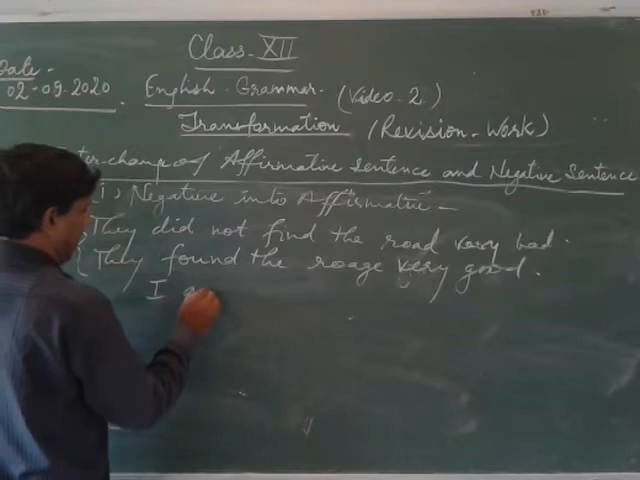 Class-XII
Date-
02-09-2020
English Grammar. (Video-2.)
Transformation (Revision-Work)
Inter-change of Affirmative Sentence and Negative Sentence
(i) Negative into Affirmative-
They did not find the road very bad.
They found the roage very good.
I